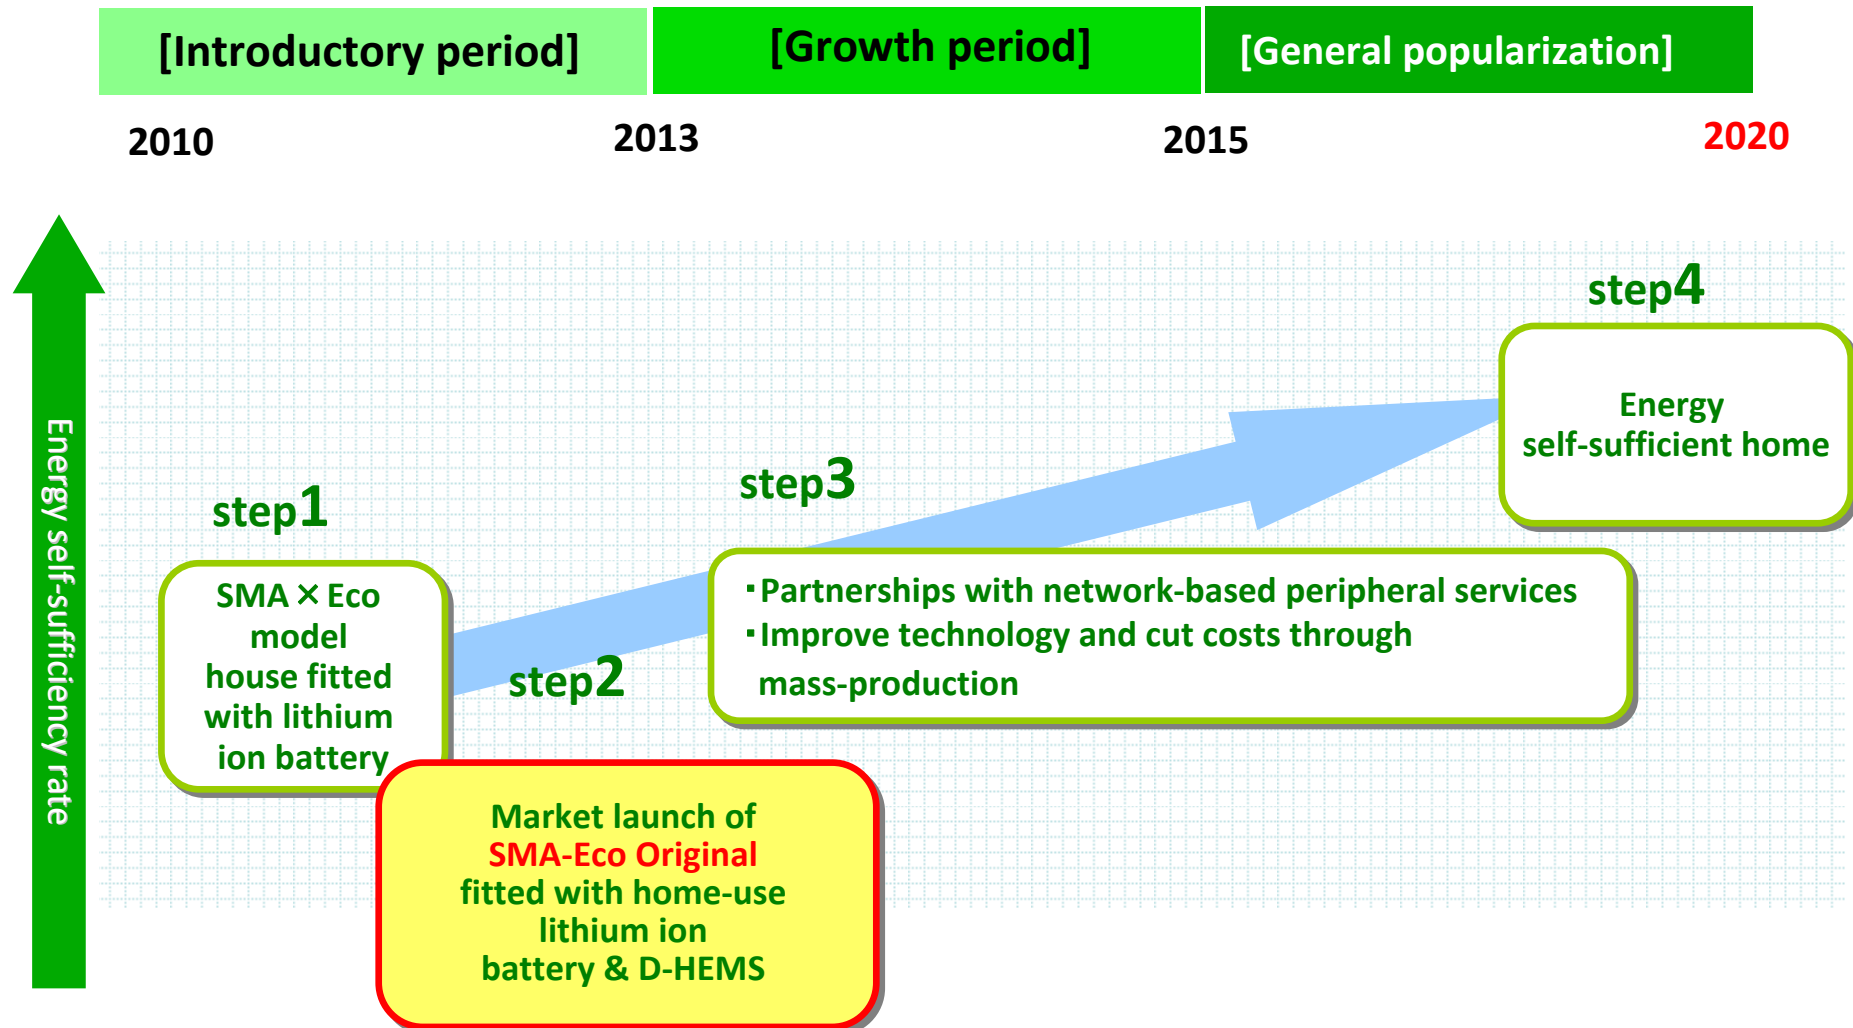 [Introductory period]
[Growth period]
[General popularization]
2010
2013
2015
2020
Energy self-sufficiency rate
step1
SMA×Eco
model
house fitted
with lithium
ion battery
step2
Market launch of
SMA-Eco Original
fitted with home-use
lithium ion
battery & D-HEMS
step3
・Partnerships with network-based peripheral services
・Improve technology and cut costs through
mass-production
step4
Energy
self-sufficient home